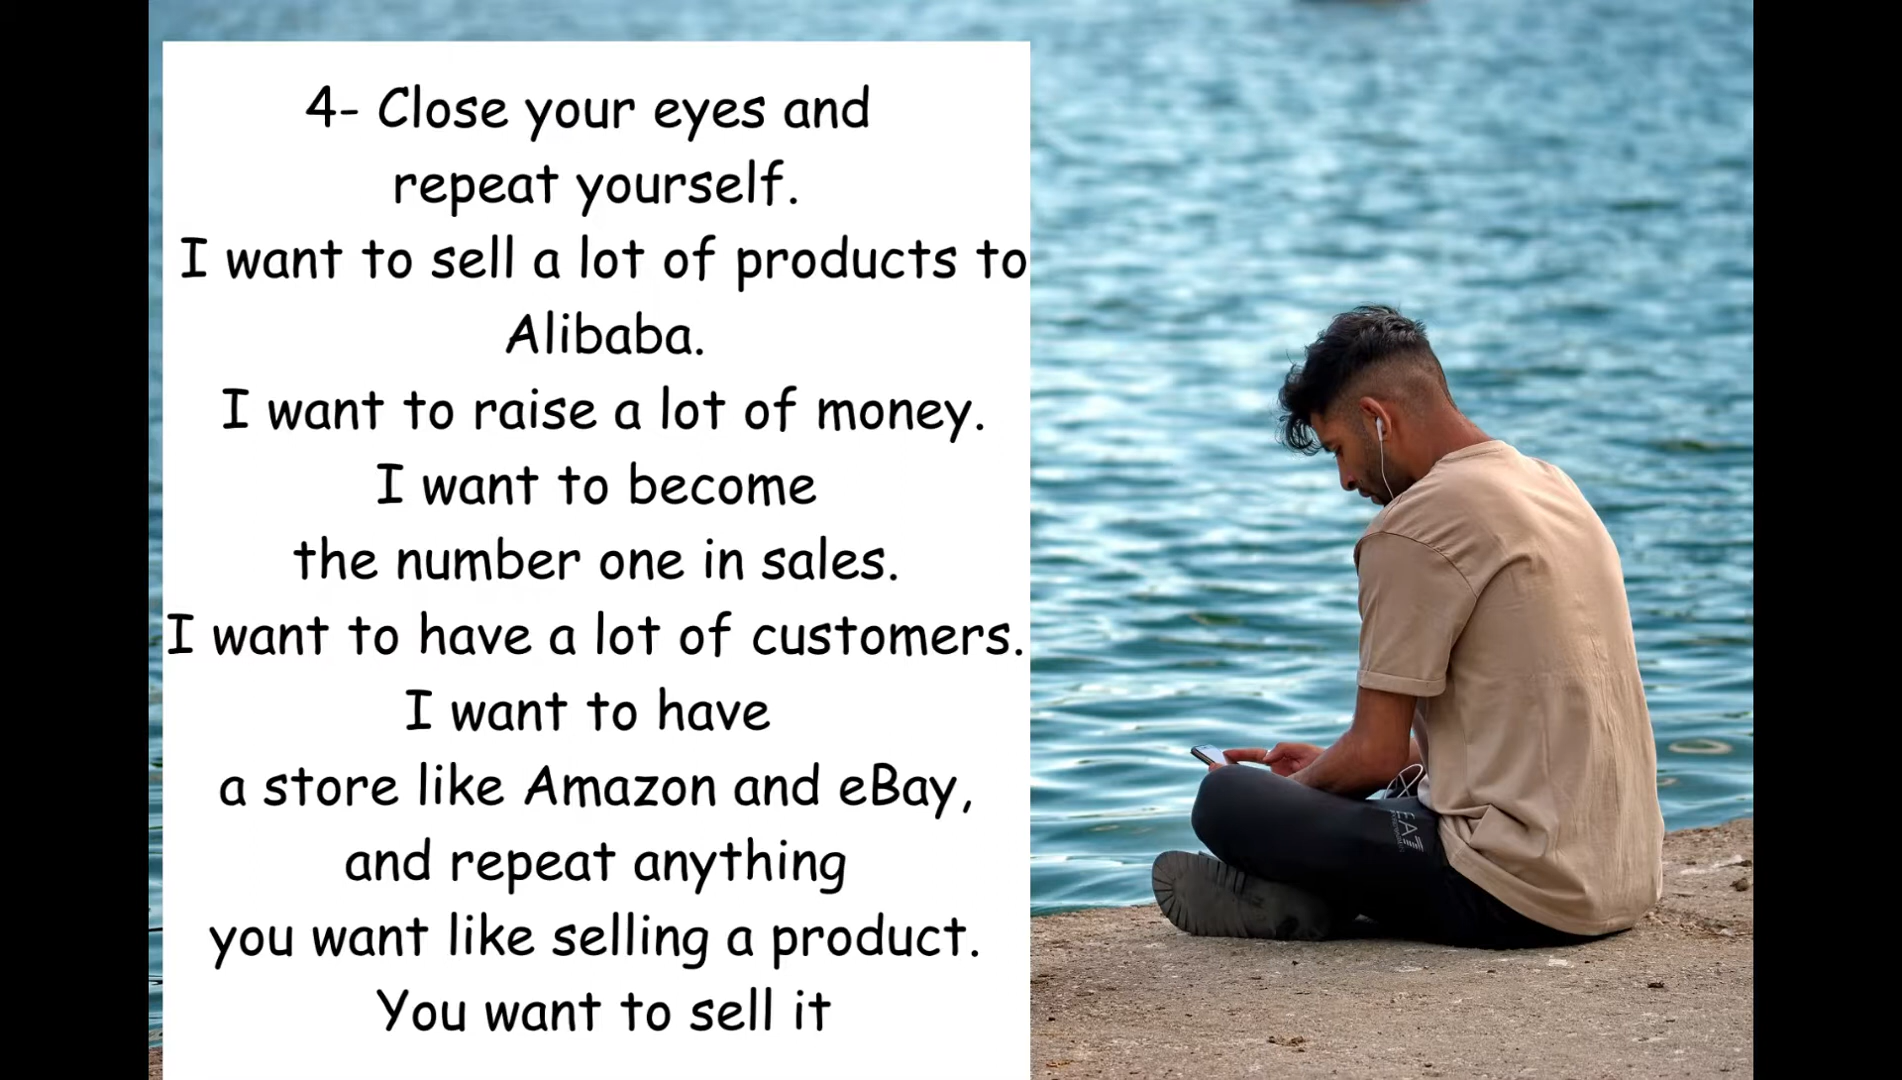 4- Close your eyes and
repeat yourself.
I want to sell a lot of products to
Alibaba.
I want to raise a lot of money.
I want to become
the number one in sales.
I want to have a lot of customers.
I want to have
a store like Amazon and eBay,
and repeat anything
you want like selling a product.
You want to sell it
EA7